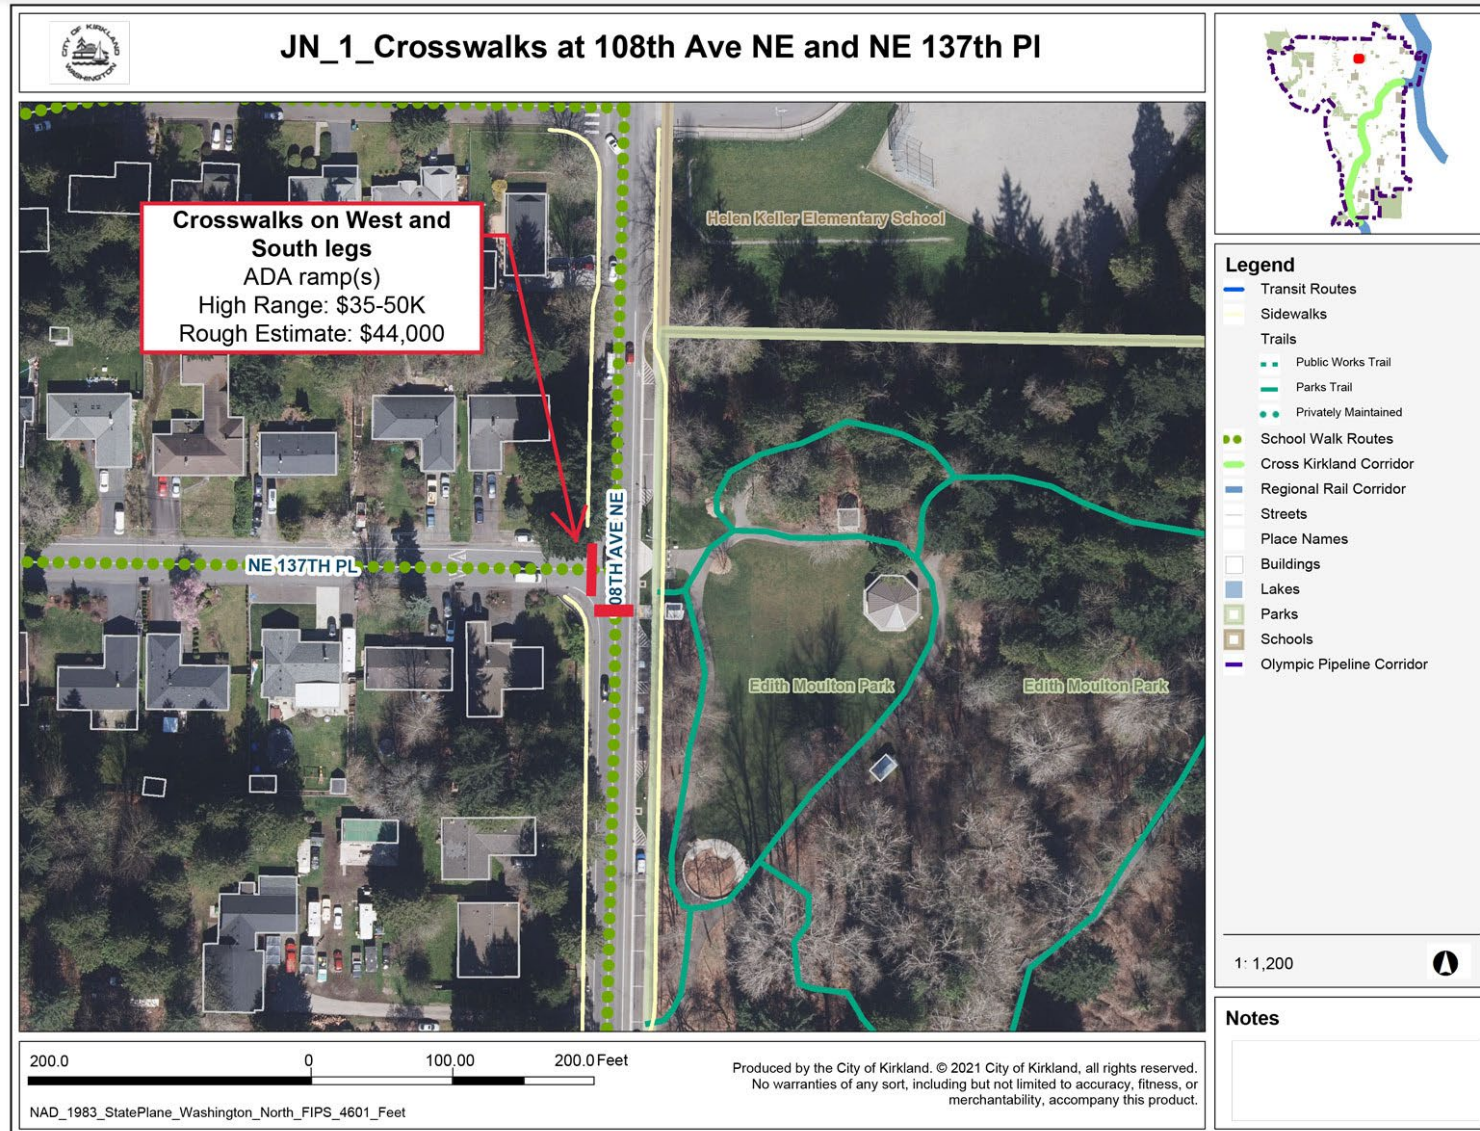 CITY OF KIRKLAND
WASHINGTON
JN_1_Crosswalks at 108th Ave NE and NE 137th Pl
Crosswalks on West and
South legs
ADA ramp(s)
High Range: $35-50K
Rough Estimate: $44,000
Helen Keller Elementary School
NE 137TH PL
08TH AVE NE
Edith Moulton Park
Edith Moulton Park
Legend
Transit Routes
Sidewalks
Trails
Public Works Trail
Parks Trail
Privately Maintained
School Walk Routes
Cross Kirkland Corridor
Regional Rail Corridor
Streets
Place Names
Buildings
Lakes
Parks
Schools
Olympic Pipeline Corridor
1: 1,200
Notes
200.0 0 100.00 200.0 Feet
NAD_1983_StatePlane_Washington_North_FIPS_4601_Feet
Produced by the City of Kirkland. © 2021 City of Kirkland, all rights reserved.
No warranties of any sort, including but not limited to accuracy, fitness, or
merchantability, accompany this product.